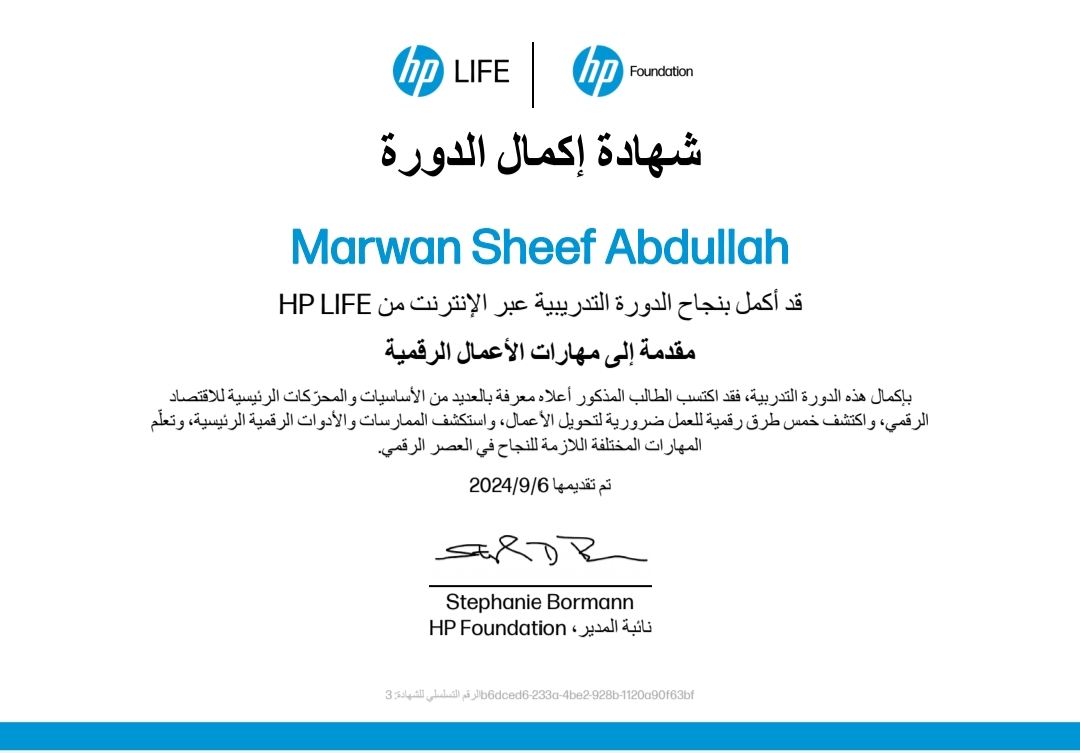 hp LIFE
hp Foundation
شهادة إكمال الدورة
Marwan Sheef Abdullah
قد أكمل بنجاح الدورة التدريبية عبر الإنترنت من HP LIFE
مقدمة إلى مهارات الأعمال الرقمية
بإكمال هذه الدورة التدربية، فقد اكتسب الطالب المذكور أعلاه معرفة بالعديد من الأساسيات والمحرّكات الرئيسية للاقتصاد
الرقمي، واكتشف خمس طرق رقمية للعمل ضرورية لتحويل الأعمال، واستكشف الممارسات والأدوات الرقمية الرئيسية، وتعلّم
المهارات المختلفة اللازمة للنجاح في العصر الرقمي.
تم تقديمها 2024/9/6
Stephanie Bormann
نائبة المدير، HP Foundation
b6dced6-233a-4be2-928b-1120a90f63bfالرقم التسلسلي للشهادة: 3